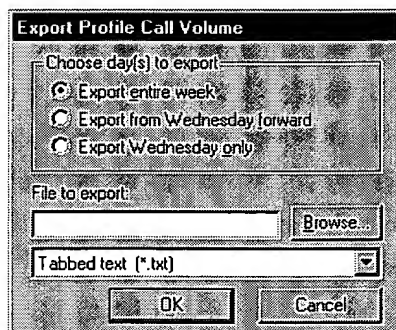 Export Profile Call Volume
Choose day(s) to export
Export entire week
Export from Wednesday forward
Export Wednesday only
File to export:
Browse...
Tabbed text (*.txt)
OK
Cancel